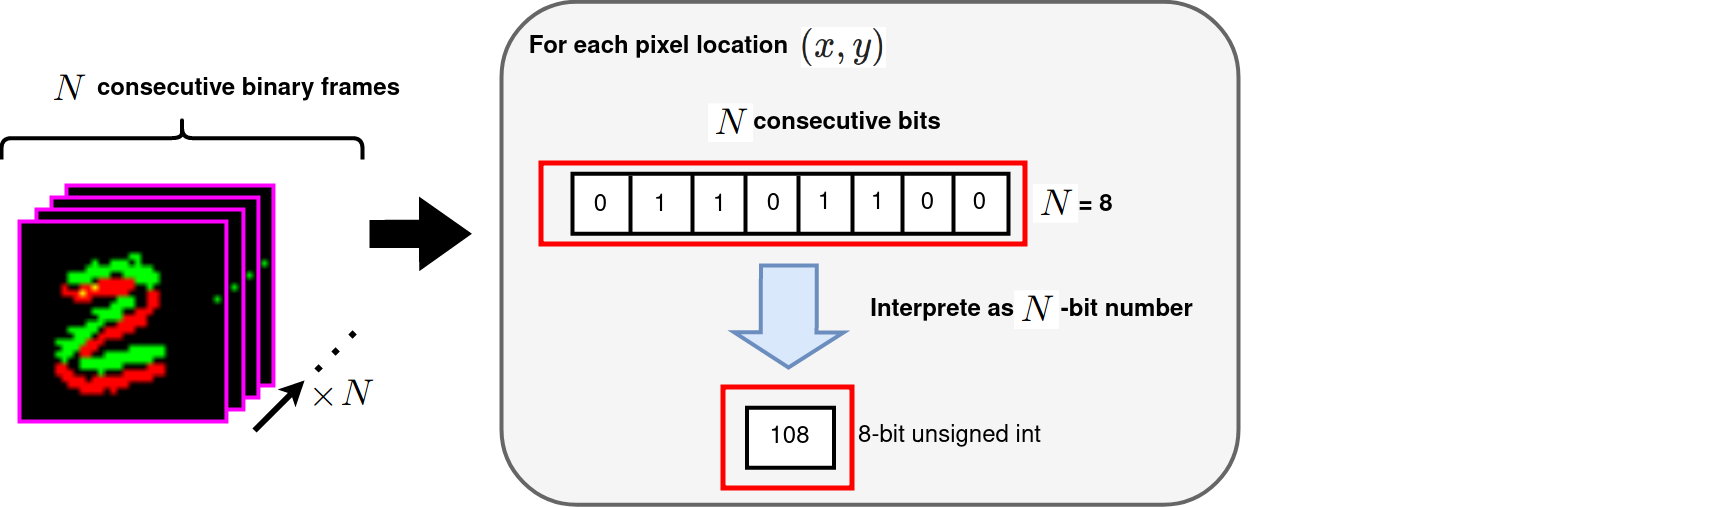 N consecutive binary frames
× N
For each pixel location (x, y)
N consecutive bits
0 1 1 0 1 1 0 0
N = 8
Interprete as N -bit number
108
8-bit unsigned int